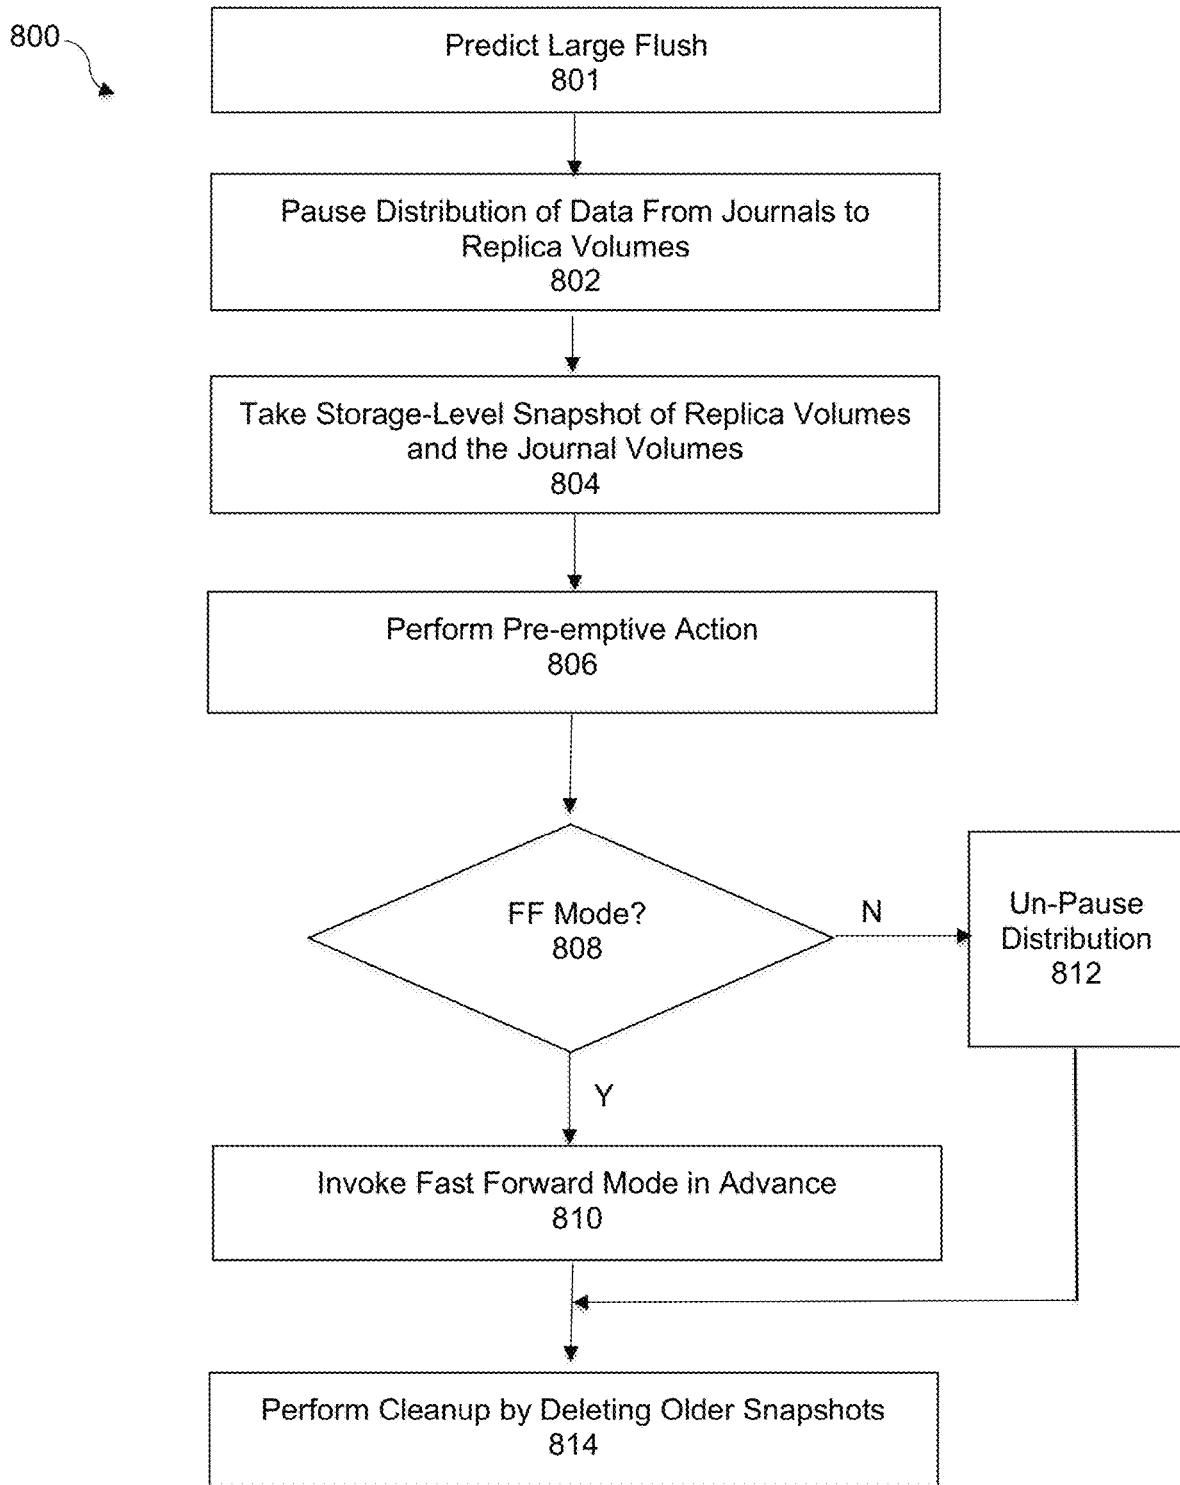 800
Predict Large Flush
801
Pause Distribution of Data From Journals to
Replica Volumes
802
Take Storage-Level Snapshot of Replica Volumes
and the Journal Volumes
804
Perform Pre-emptive Action
806
FF Mode?
808
N
Un-Pause
Distribution
812
Y
Invoke Fast Forward Mode in Advance
810
Perform Cleanup by Deleting Older Snapshots
814